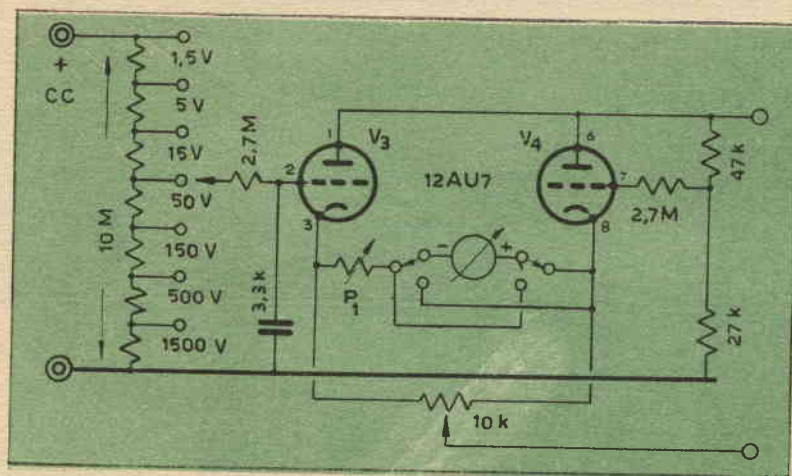 +
CC
1,5 V
5 V
15 V
50 V
150 V
500 V
1500 V
10 M
2,7 M
3,3 k
1
2
3
V3
12AU7
V4
6
7
8
2,7M
47 k
27 k
P1
-
+
10 k